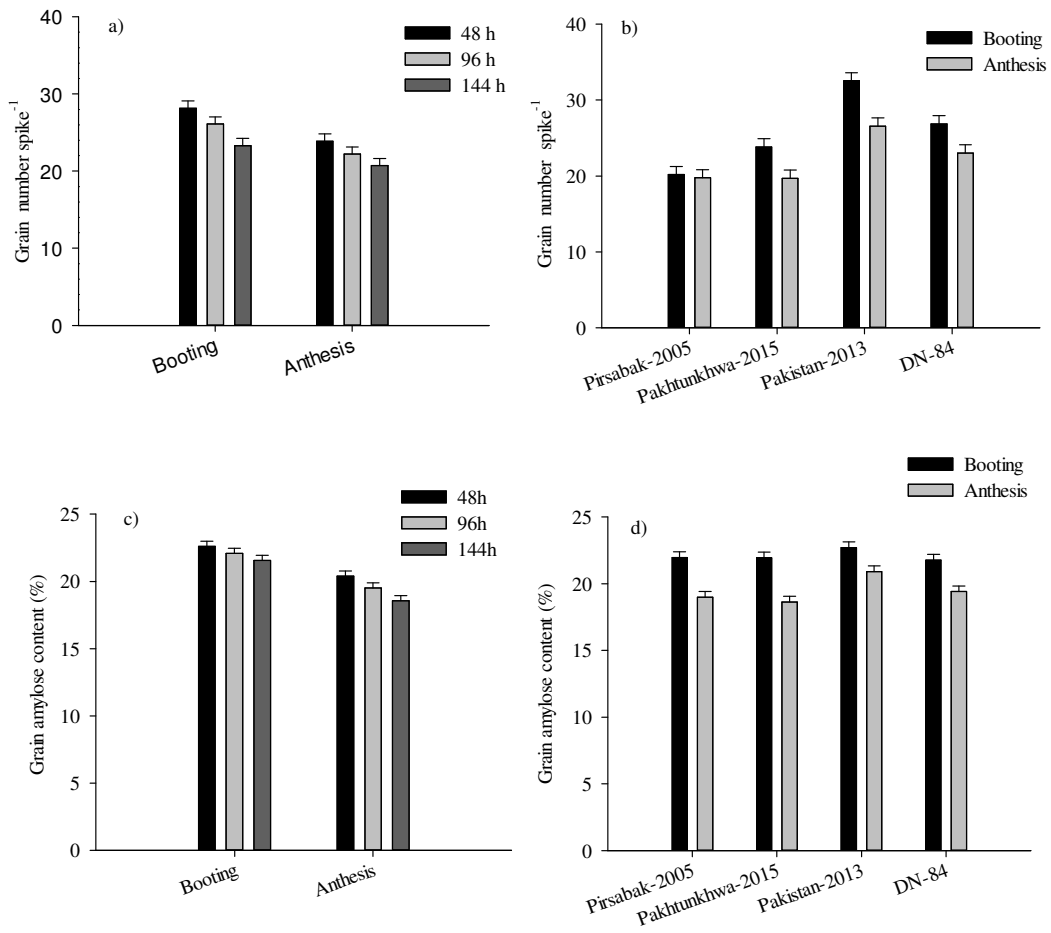 a)
48 h
96 h
144 h
Grain number spike⁻¹
40
30
20
10
0
Booting
Anthesis
b)
Booting
Anthesis
Grain number spike⁻¹
40
30
20
10
0
Pirsabak-2005
Pakhtunkhwa-2015
Pakistan-2013
DN-84
c)
48h
96h
144h
Grain amylose content (%)
25
20
15
10
5
0
Booting
Anthesis
d)
Booting
Anthesis
Grain amylose content (%)
25
20
15
10
5
0
Pirsabak-2005
Pakhtunkhwa-2015
Pakistan-2013
DN-84